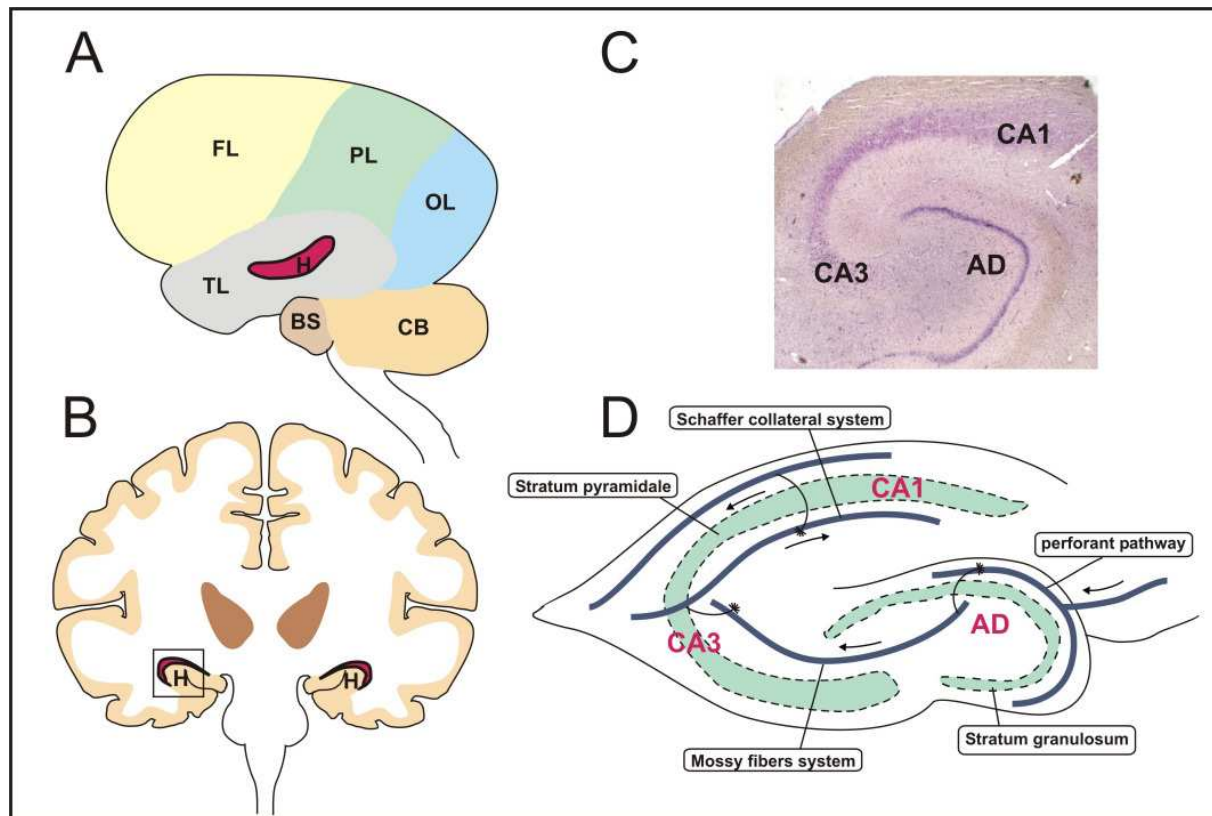 A
FL
PL
OL
H
TL
BS
CB
B
H
H
C
CA1
CA3
AD
D
Schaffer collateral system
Stratum pyramidale
CA1
perforant pathway
AD
CA3
Stratum granulosum
Mossy fibers system